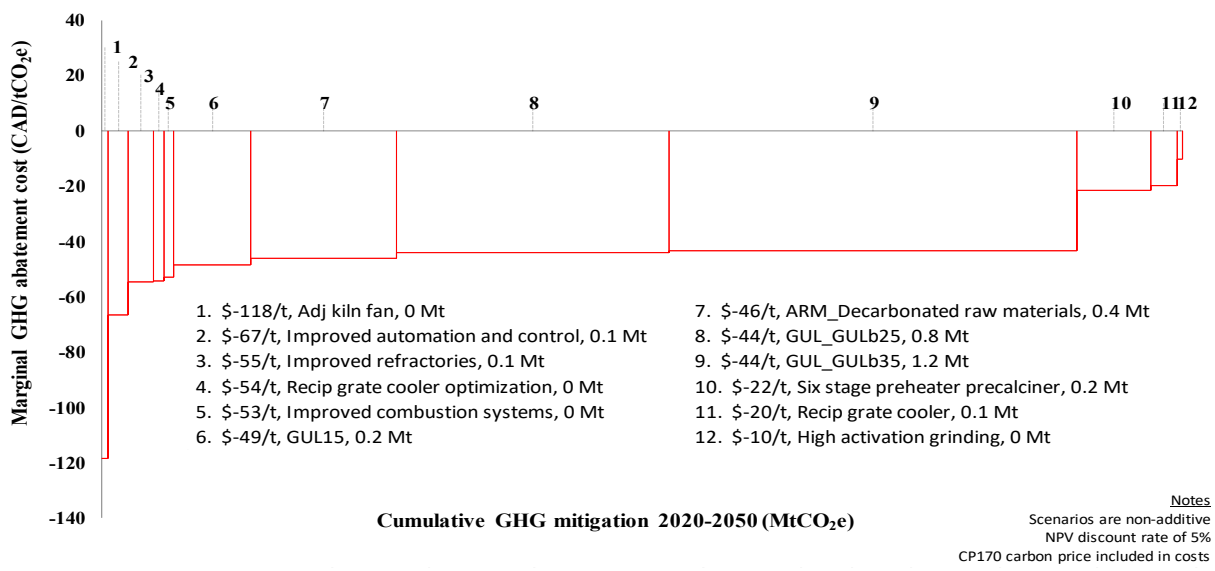 40
20
0
-20
-40
-60
-80
-100
-120
-140
Marginal GHG abatement cost (CAD/tCO₂e)
1
2
3
4
5
6
7
8
9
10
11
12
1. $-118/t, Adj kiln fan, 0 Mt
2. $-67/t, Improved automation and control, 0.1 Mt
3. $-55/t, Improved refractories, 0.1 Mt
4. $-54/t, Recip grate cooler optimization, 0 Mt
5. $-53/t, Improved combustion systems, 0 Mt
6. $-49/t, GUL15, 0.2 Mt
7. $-46/t, ARM_Decarbonated raw materials, 0.4 Mt
8. $-44/t, GUL_GULb25, 0.8 Mt
9. $-44/t, GUL_GULb35, 1.2 Mt
10. $-22/t, Six stage preheater precalciner, 0.2 Mt
11. $-20/t, Recip grate cooler, 0.1 Mt
12. $-10/t, High activation grinding, 0 Mt
Cumulative GHG mitigation 2020-2050 (MtCO₂e)
Notes
Scenarios are non-additive
NPV discount rate of 5%
CP170 carbon price included in costs